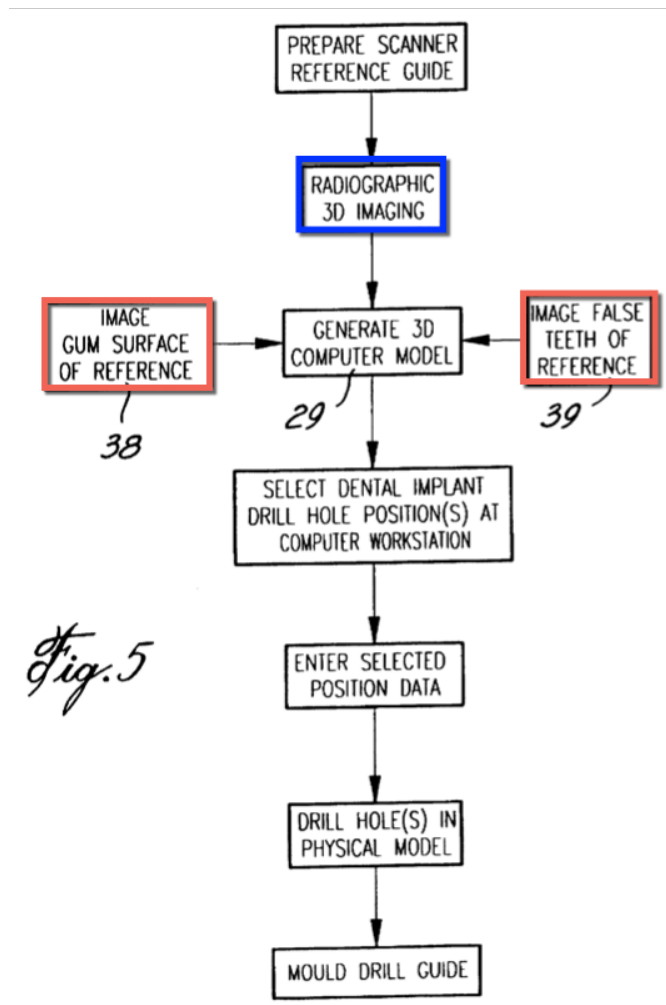 PREPARE SCANNER
REFERENCE GUIDE
RADIOGRAPHIC
3D IMAGING
IMAGE
GUM SURFACE
OF REFERENCE
38
GENERATE 3D
COMPUTER MODEL
29
IMAGE FALSE
TEETH OF
REFERENCE
39
SELECT DENTAL IMPLANT
DRILL HOLE POSITION(S) AT
COMPUTER WORKSTATION
Fig. 5
ENTER SELECTED
POSITION DATA
DRILL HOLE(S) IN
PHYSICAL MODEL
MOULD DRILL GUIDE